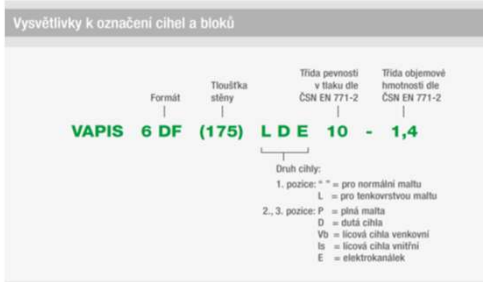 Vysvětlivky k označení cihel a bloků
Formát
Tloušťka
stěny
Třída pevnosti
v tlaku dle
ČSN EN 771-2
Třída objemové
hmotnosti dle
ČSN EN 771-2
VAPIS 6 DF (175) L D E 10 - 1,4
Druh cihly:
1. pozice: “ ” = pro normální maltu
L = pro tenkovrstvou maltu
2., 3. pozice: P = plná malta
D = dutá cihla
Vb = lícová cihla venkovní
Is = lícová cihla vnitřní
E = elektrokanálek